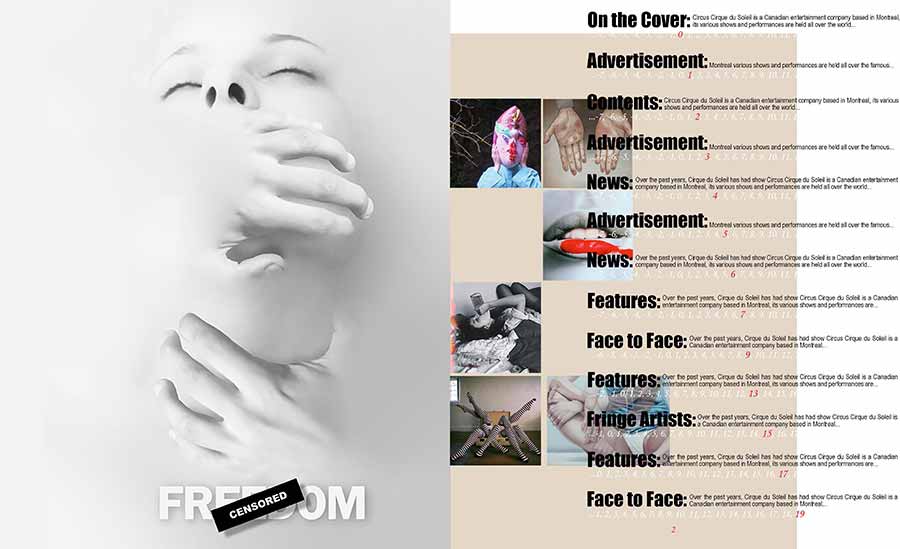 FREEDOM
CENSORED
On the Cover: Circus Cirque du Soleil is a Canadian entertainment company based in Montreal,
its various shows and performances are held all over the world...
0
Advertisement: Montreal various shows and performances are held all over the famous...
1
Contents: Circus Cirque du Soleil is a Canadian entertainment company based in Montreal, its various
shows and performances are held all over the world...
2
Advertisement: Montreal various shows and performances are held all over the famous...
3
News: Over the past years, Cirque du Soleil has had show Circus Cirque du Soleil is a Canadian entertainment
company based in Montreal, its various shows and performances are held all over the world...
4
Advertisement: Montreal various shows and performances are held all over the famous...
5
News: Over the past years, Cirque du Soleil has had show Circus Cirque du Soleil is a Canadian entertainment
company based in Montreal, its various shows and performances are held all over the world...
6
Features: Over the past years, Cirque du Soleil has had show Circus Cirque du Soleil is a Canadian
entertainment company based in Montreal, its various shows and performances are...
7
Face to Face: Over the past years, Cirque du Soleil has had show Circus Cirque du Soleil is a
Canadian entertainment company based in Montreal...
9
Features: Over the past years, Cirque du Soleil has had show Circus Cirque du Soleil is a Canadian
entertainment company based in Montreal, its various shows and performances are...
13
Fringe Artists: Over the past years, Cirque du Soleil has had show Circus Cirque du Soleil is
a Canadian entertainment company based in Montreal...
15
Features: Over the past years, Cirque du Soleil has had show Circus Cirque du Soleil is a Canadian
entertainment company based in Montreal, its various shows and performances are...
17
Face to Face: Over the past years, Cirque du Soleil has had show Circus Cirque du Soleil is a
Canadian entertainment company based in Montreal...
19
2